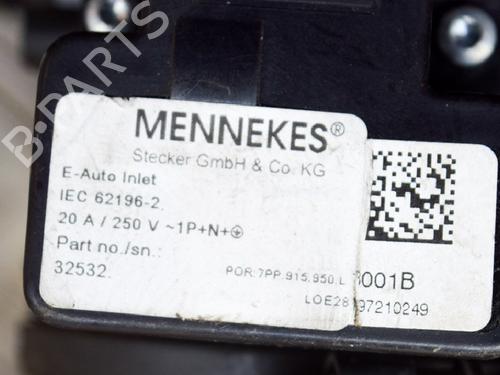 B-PARTS
MENNEKES®
Stecker GmbH & Co. KG
E-Auto Inlet
IEC 62196-2.
20 A / 250 V ~1P+N+⏚
Part no./sn.:
32532.
POR:7PP.915.950.L
001B
LOE28 97210249